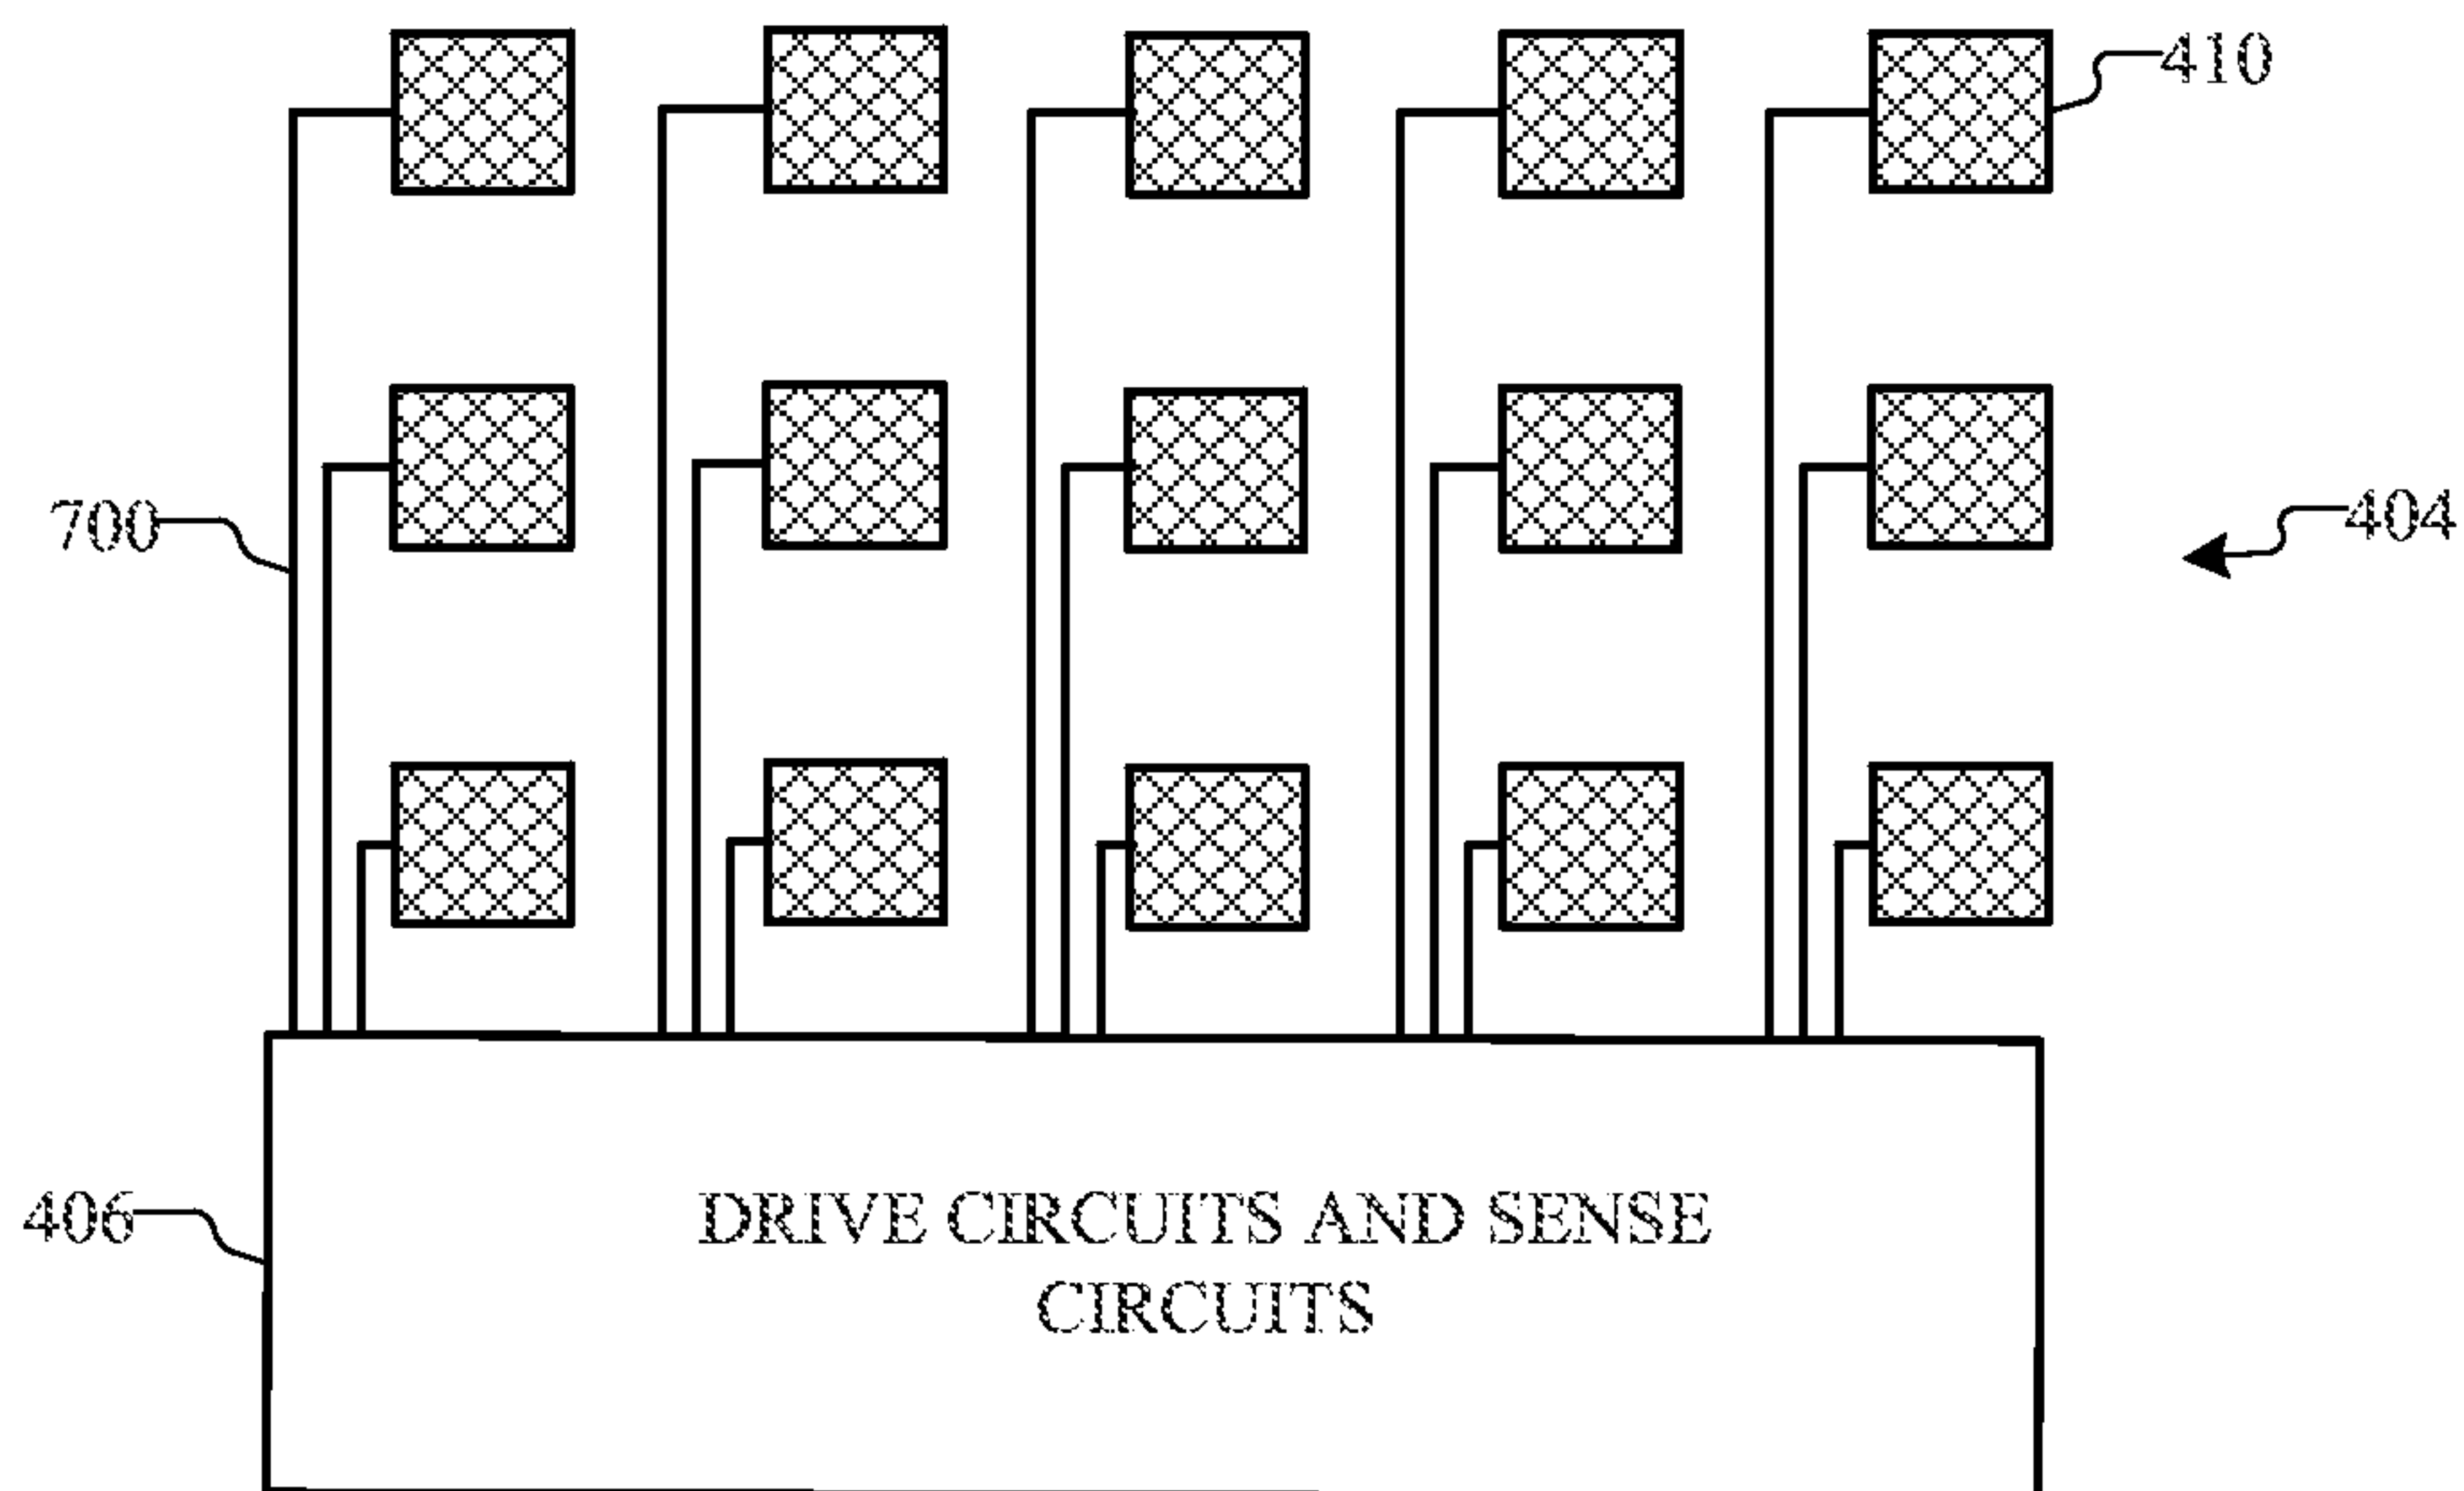 410
700
404
406
DRIVE CIRCUITS AND SENSE
CIRCUITS